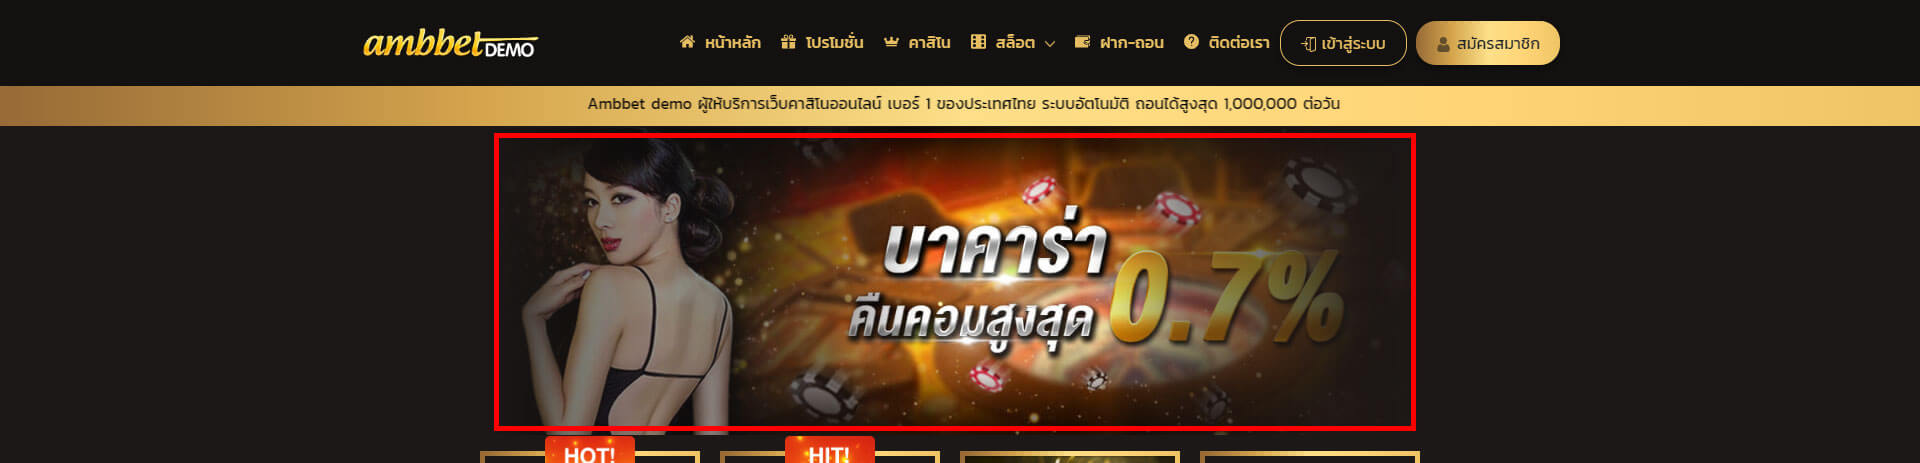 ambbet DEMO
หน้าหลัก โปรโมชั่น คาสิโน สล็อต ฝาก-ถอน ติดต่อเรา เข้าสู่ระบบ สมัครสมาชิก
Ambbet demo ผู้ให้บริการเว็บคาสิโนออนไลน์ เบอร์ 1 ของประเทศไทย ระบบอัตโนมัติ ถอนได้สูงสุด 1,000,000 ต่อวัน
บาคาร่า
คืนคอมสูงสุด 0.7%
HOT! HIT!